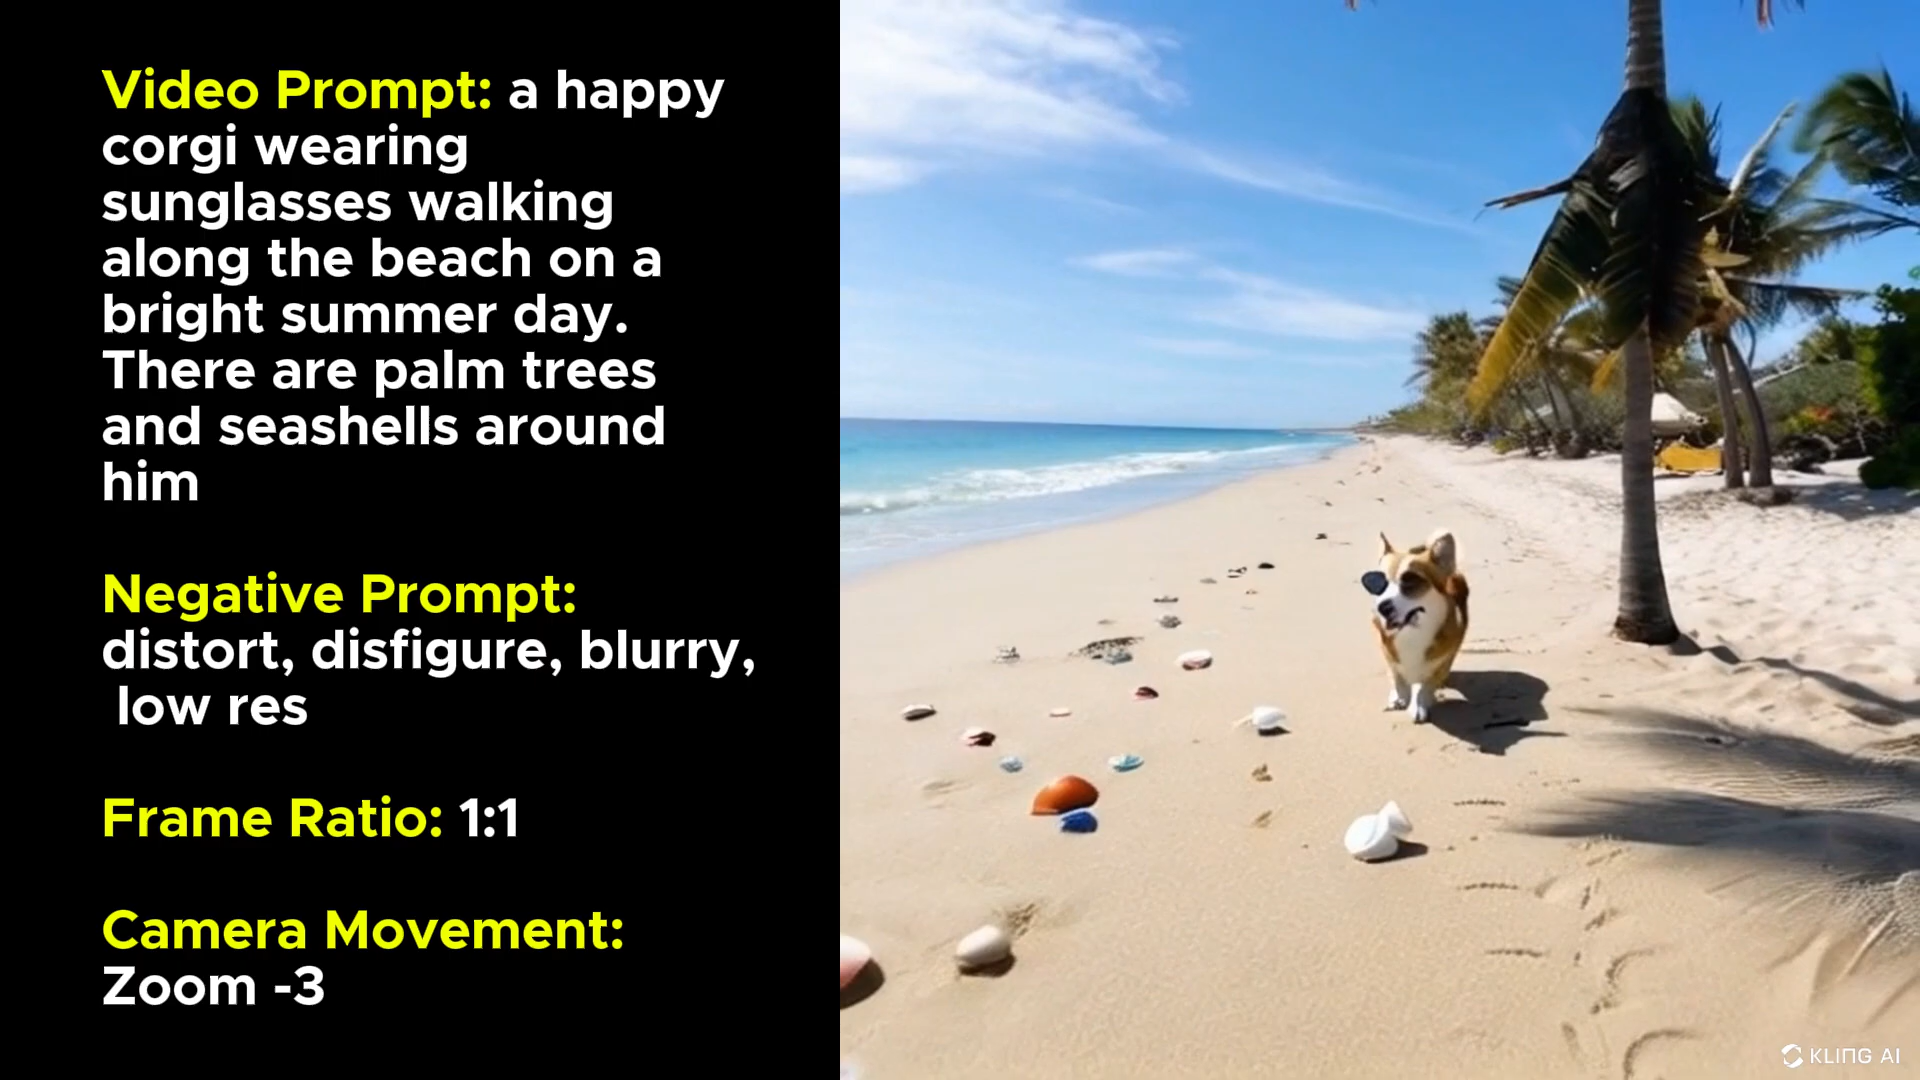 Video Prompt: a happy
corgi wearing
sunglasses walking
along the beach on a
bright summer day.
There are palm trees
and seashells around
him
Negative Prompt:
distort, disfigure, blurry,
low res
Frame Ratio: 1:1
Camera Movement:
Zoom -3
KLING AI